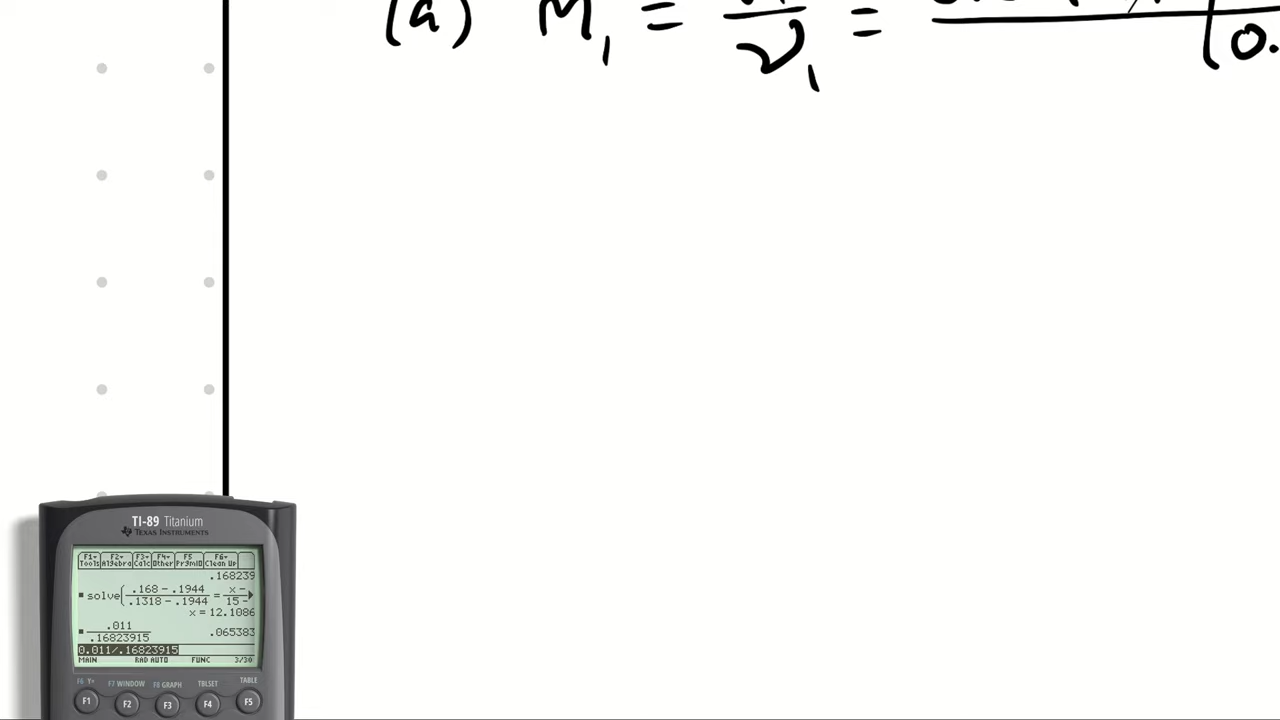 (a) m₁ = — = —
ν₁ 0.
TI-89 Titanium
TEXAS INSTRUMENTS
F1▾ F2▾ F3▾ F4▾ F5 F6▾
Tools Algebra Calc Other PrgmIO Clean Up
.168239
▪ solve( (.168 - .1944)/(.1318 - .1944) = (x -)/(15 -) ▸
x = 12.1086
▪ .011/.16823915 .065383
0.011/.16823915
MAIN RAD AUTO FUNC 3/30
F6 Y= F7 WINDOW F8 GRAPH TBLSET TABLE
F1 F2 F3 F4 F5